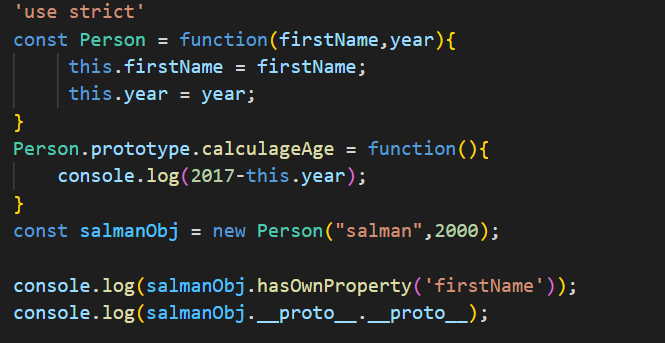 'use strict'
const Person = function(firstName,year){
this.firstName = firstName;
this.year = year;
}
Person.prototype.calculageAge = function(){
console.log(2017-this.year);
}
const salmanObj = new Person("salman",2000);
console.log(salmanObj.hasOwnProperty('firstName'));
console.log(salmanObj.__proto__.__proto__);